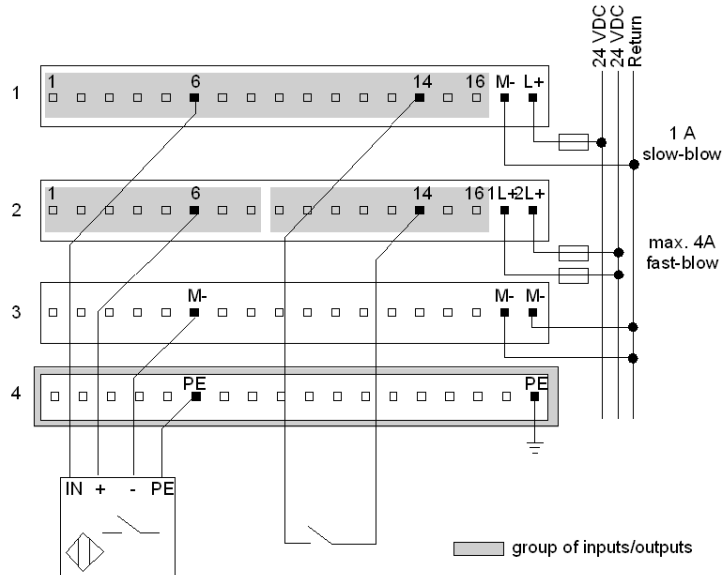 24 VDC
24 VDC
Return
1 6 14 16 M- L+
1
1 A
slow-blow
1 6 14 16 1L+ 2L+
2
max. 4A
fast-blow
M- M- M-
3
4
PE PE
IN + - PE
group of inputs/outputs